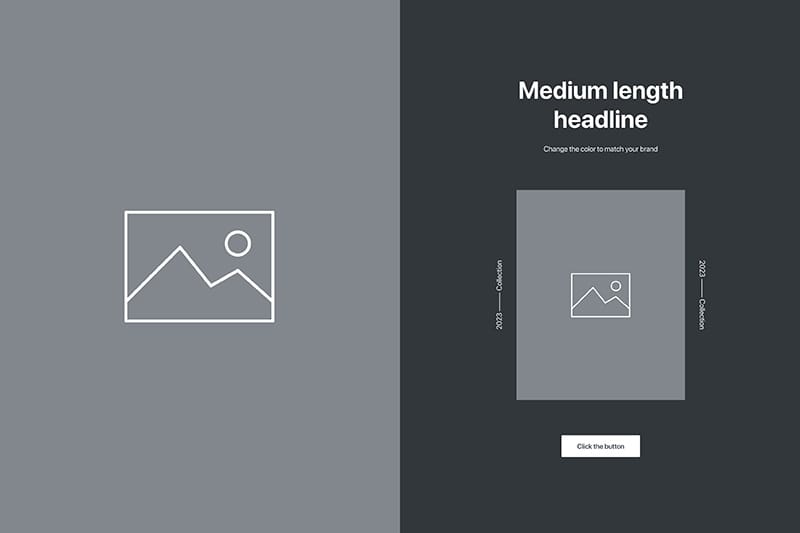 Medium length
headline
Change the color to match your brand
2023 —— Collection
2023 —— Collection
Click the button